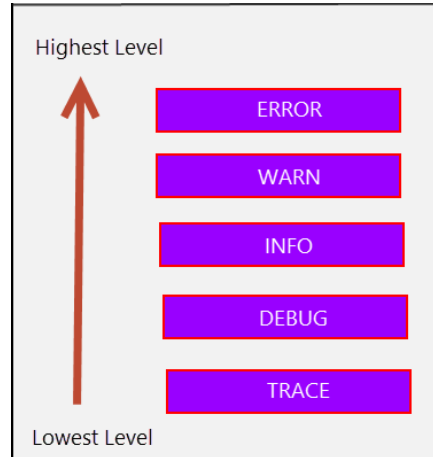 Highest Level
ERROR
WARN
INFO
DEBUG
TRACE
Lowest Level